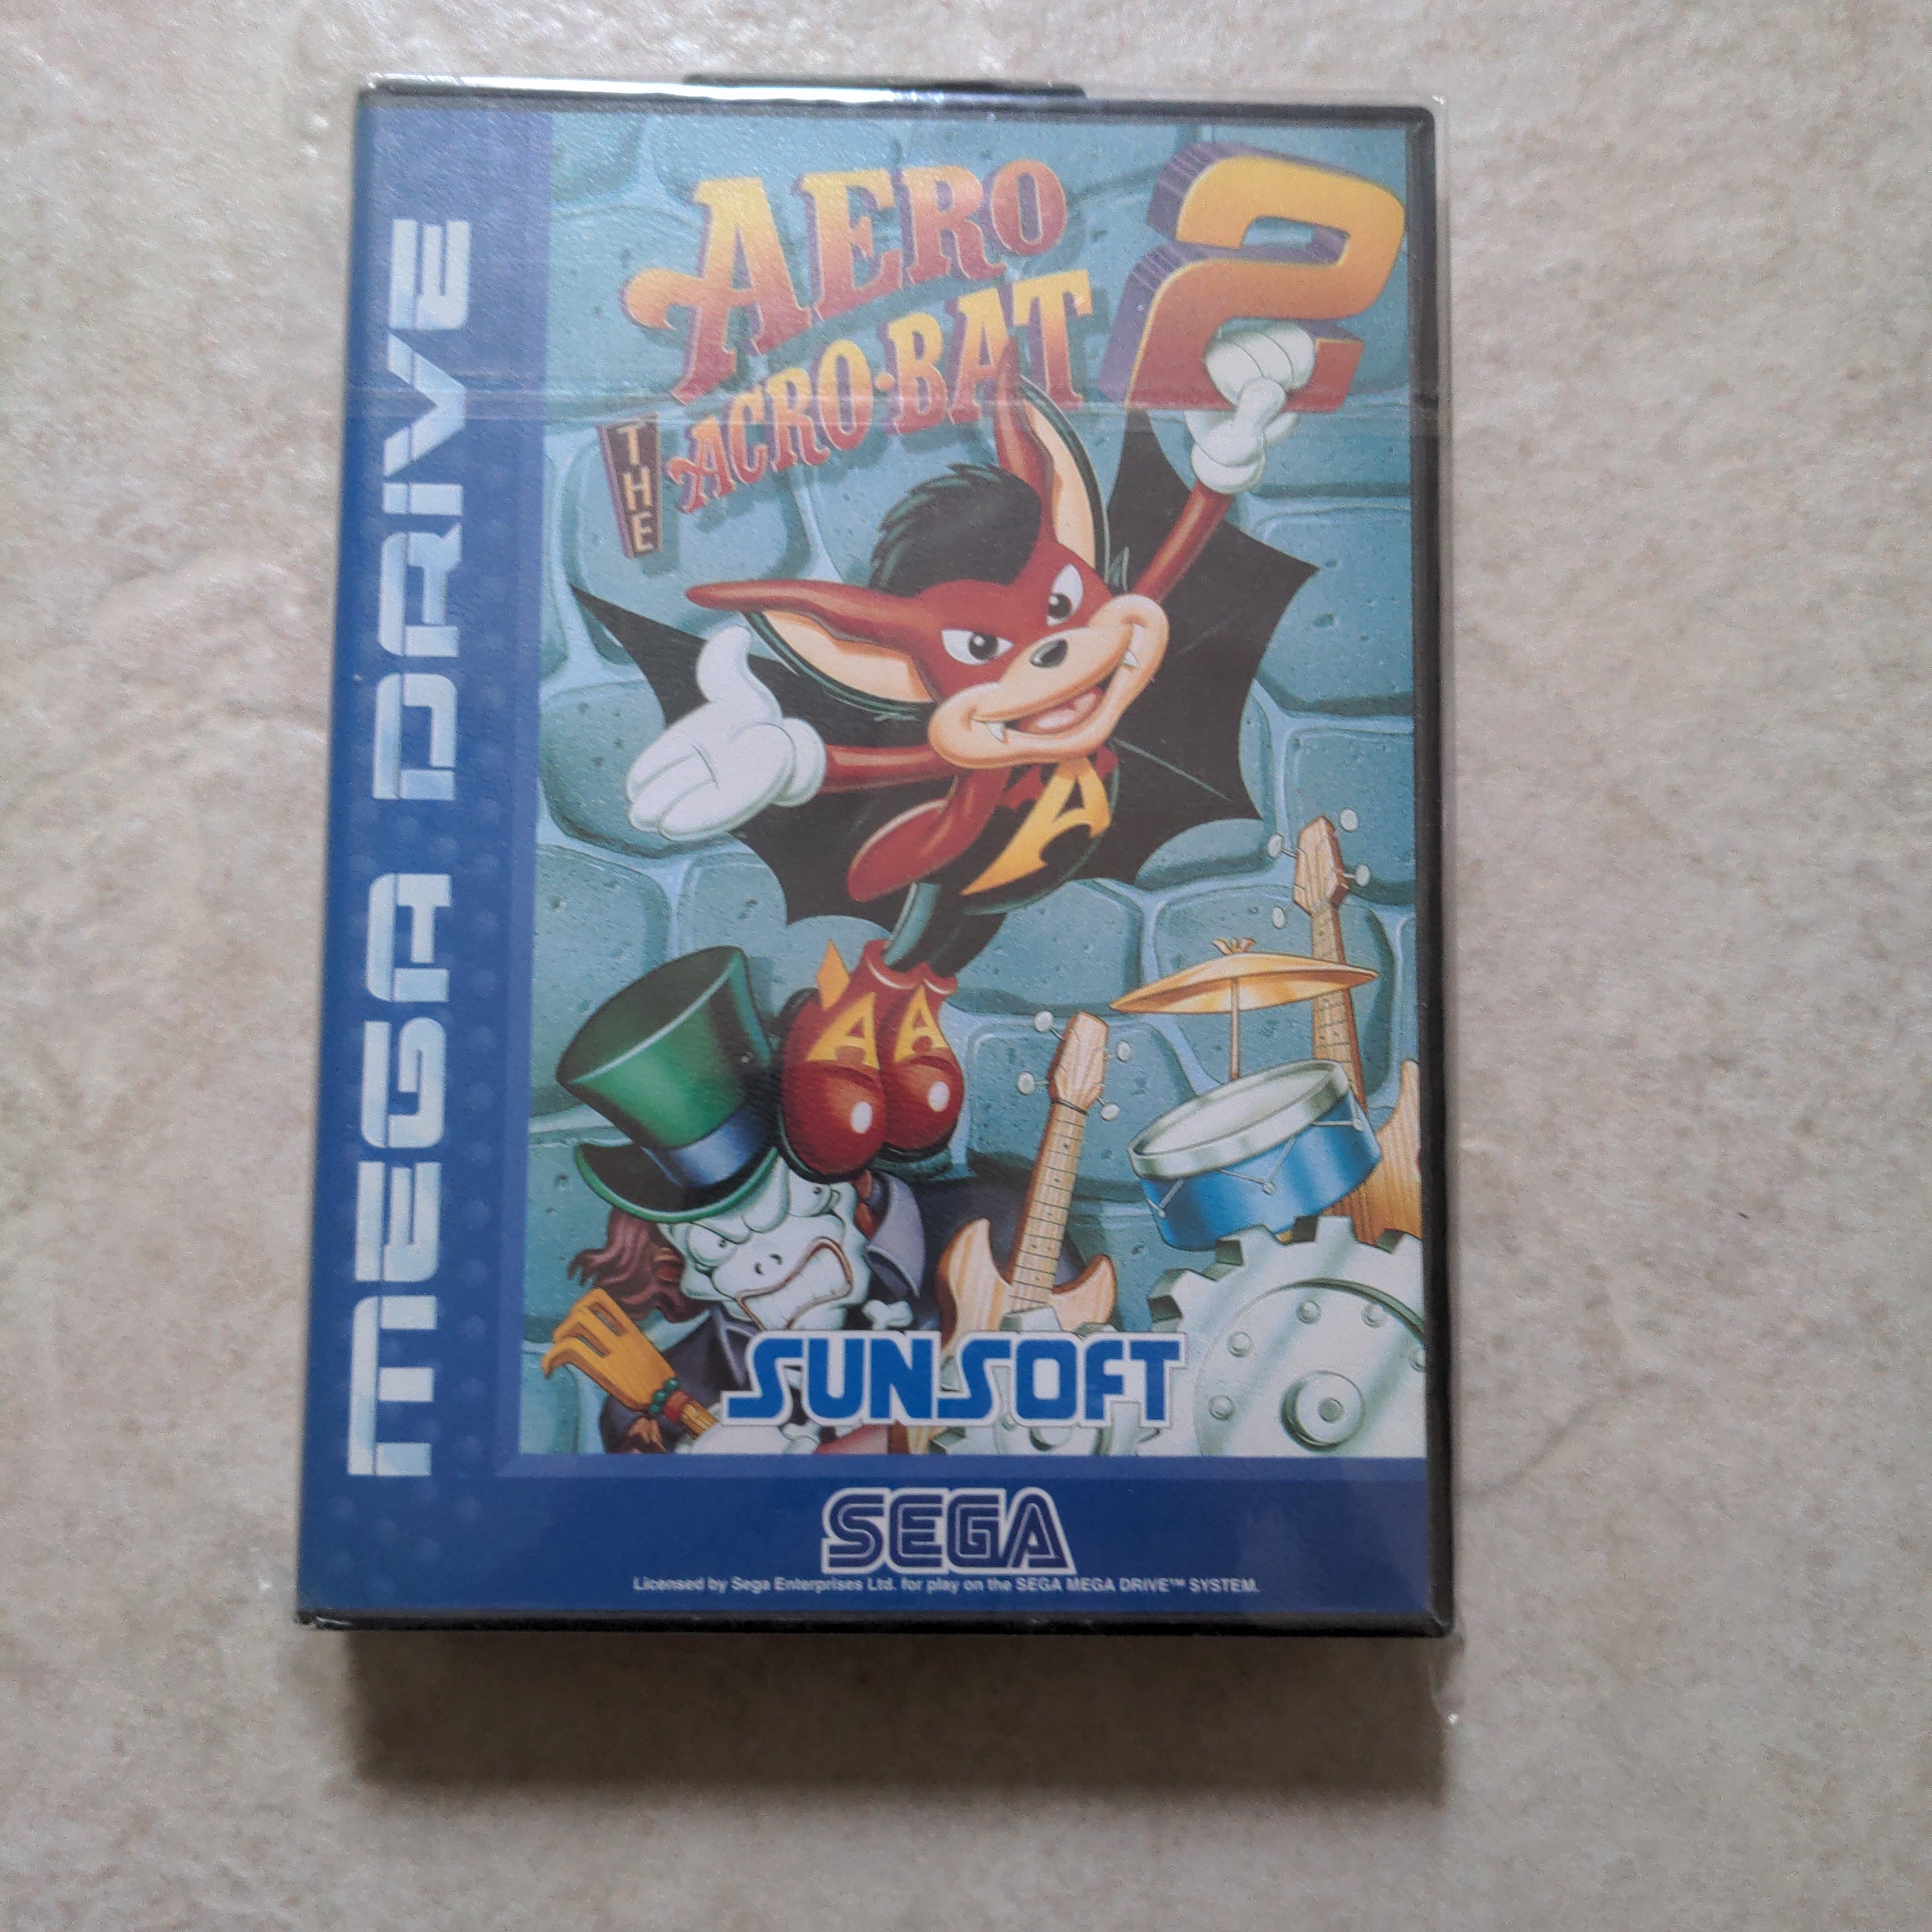 MEGA DRIVE
AERO
THE ACRO·BAT
2
A
A A
SUNSOFT
SEGA
Licensed by Sega Enterprises Ltd. for play on the SEGA MEGA DRIVE™ SYSTEM.